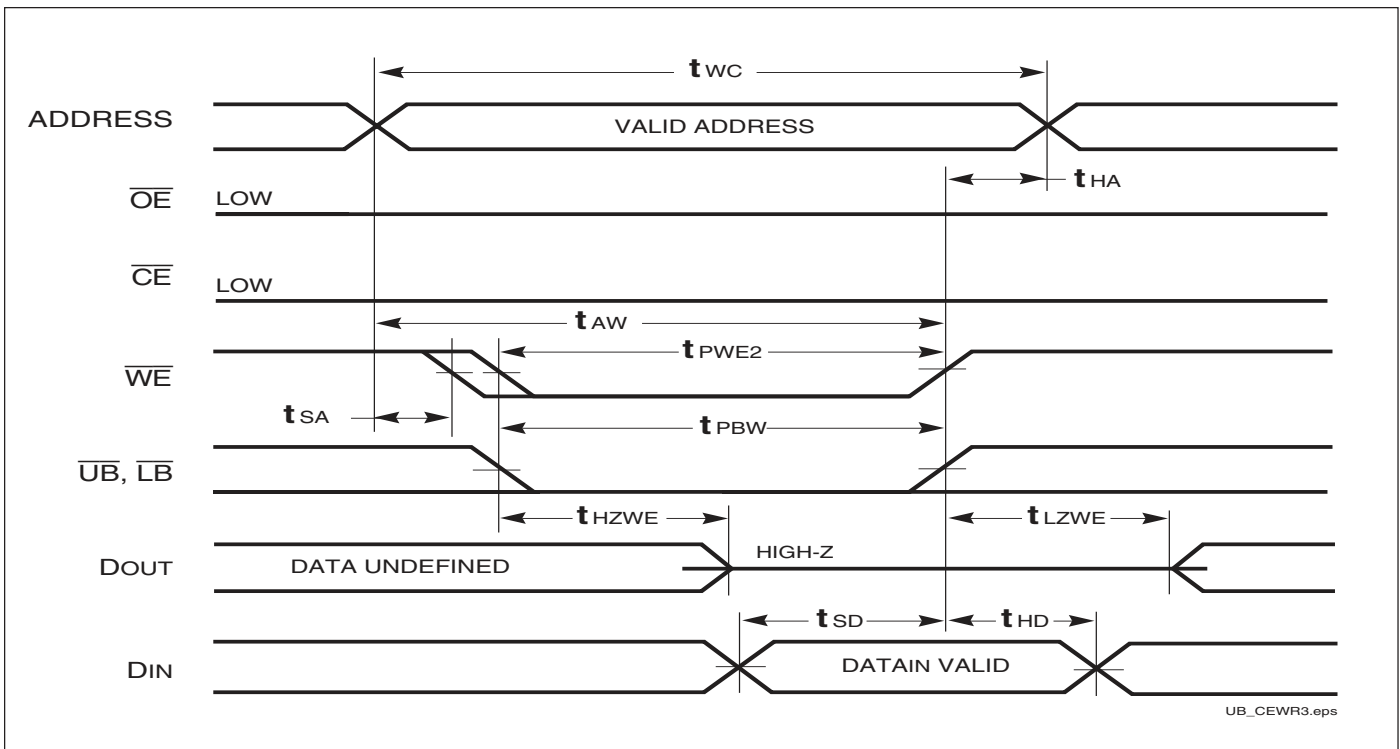 tWC
ADDRESS
VALID ADDRESS
tHA
OE
LOW
CE
LOW
tAW
tPWE2
WE
tSA
tPBW
UB, LB
tHZWE
tLZWE
DOUT
DATA UNDEFINED
HIGH-Z
tSD
tHD
DIN
DATAIN VALID
UB_CEWR3.eps